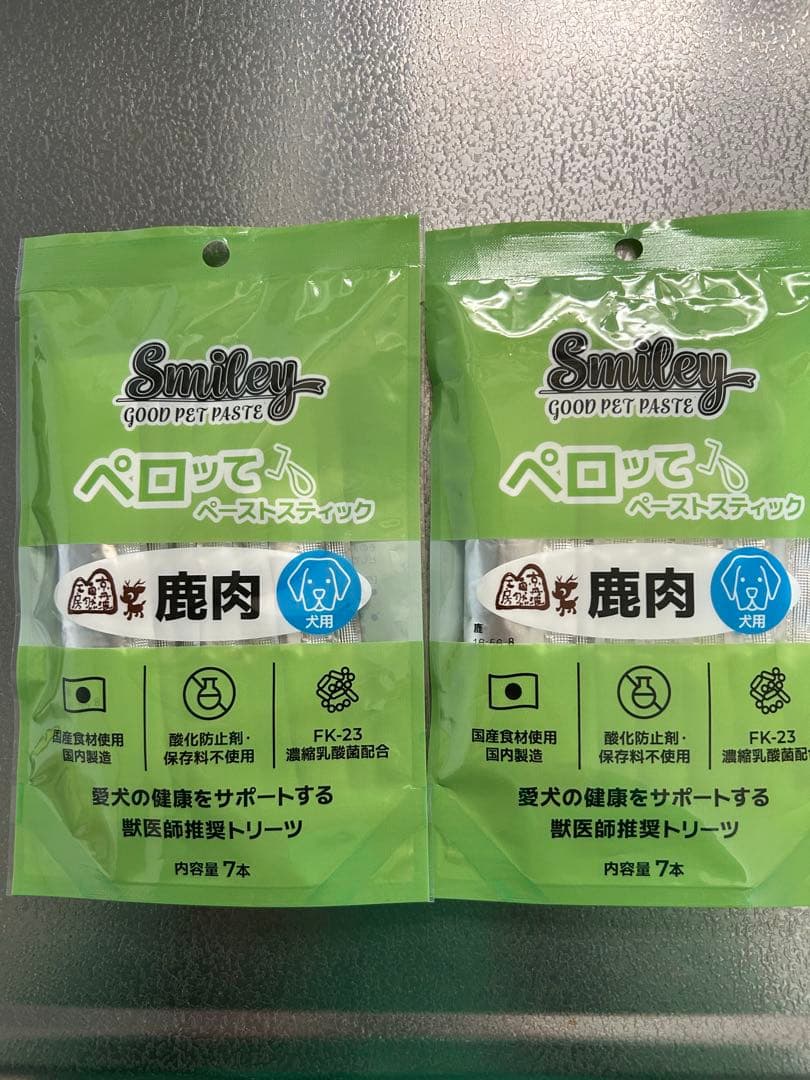 Smiley
GOOD PET PASTE
ペロッて
ペーストスティック
鹿肉
犬用
国産食材使用
国内製造
酸化防止剤・
保存料不使用
FK-23
濃縮乳酸菌配合
愛犬の健康をサポートする
獣医師推奨トリーツ
内容量 7本
Smiley
GOOD PET PASTE
ペロッて
ペーストスティック
鹿肉
犬用
鹿
国産食材使用
国内製造
酸化防止剤・
保存料不使用
FK-23
濃縮乳酸菌配合
愛犬の健康をサポートする
獣医師推奨トリーツ
内容量 7本